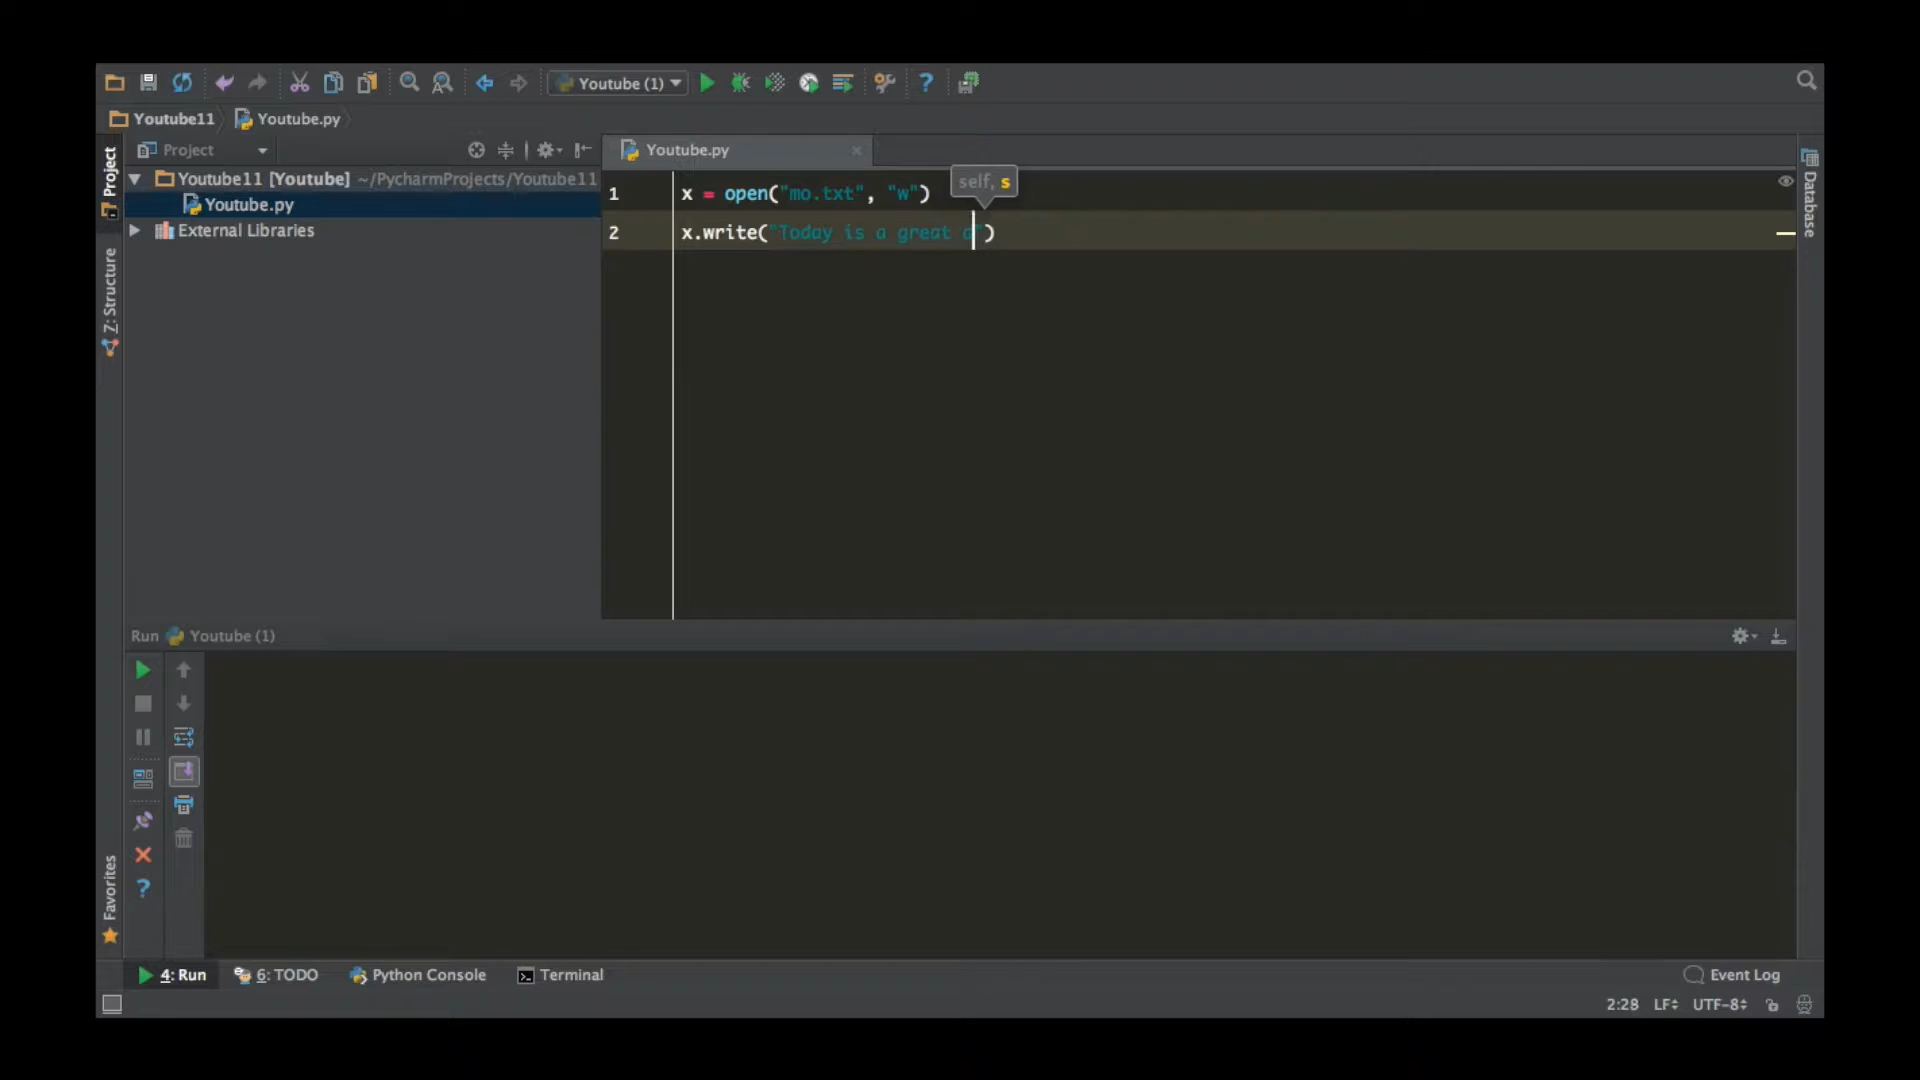 Youtube (1)
Youtube11 Youtube.py
Project
Youtube.py
Youtube11 [Youtube] ~/PycharmProjects/Youtube11
Youtube.py
External Libraries
Project
Z: Structure
Favorites
self, s
1 x = open("mo.txt", "w")
2 x.write("Today is a great ")
Database
Run Youtube (1)
4: Run 6: TODO Python Console Terminal Event Log
2:28 LF UTF-8